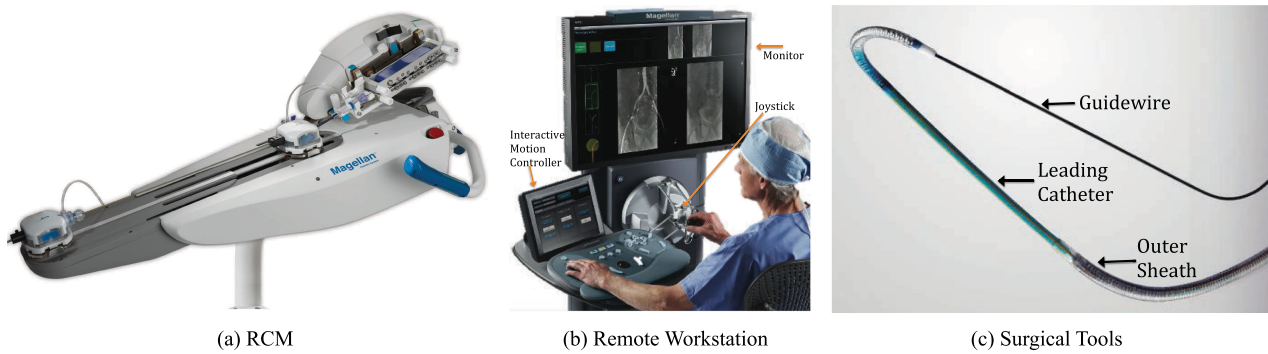 Magellan
Magellan
Monitor
Joystick
Interactive
Motion
Controller
Guidewire
Leading
Catheter
Outer
Sheath
(a) RCM
(b) Remote Workstation
(c) Surgical Tools